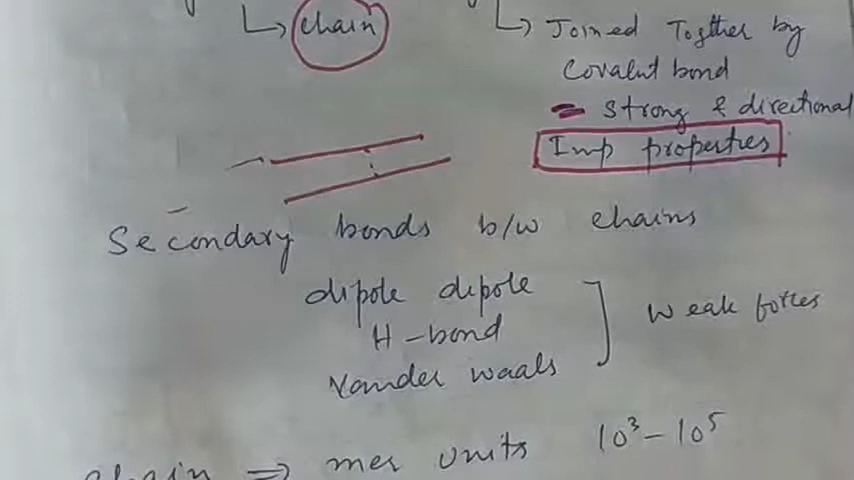 ↳ chain
↳ Joined Togther by
covalent bond
- strong & directional
Imp properties
Secondary bonds b/w chains
dipole dipole
H-bond
Vander waals
weak forces
chain ⇒ mer units 10³ - 10⁵